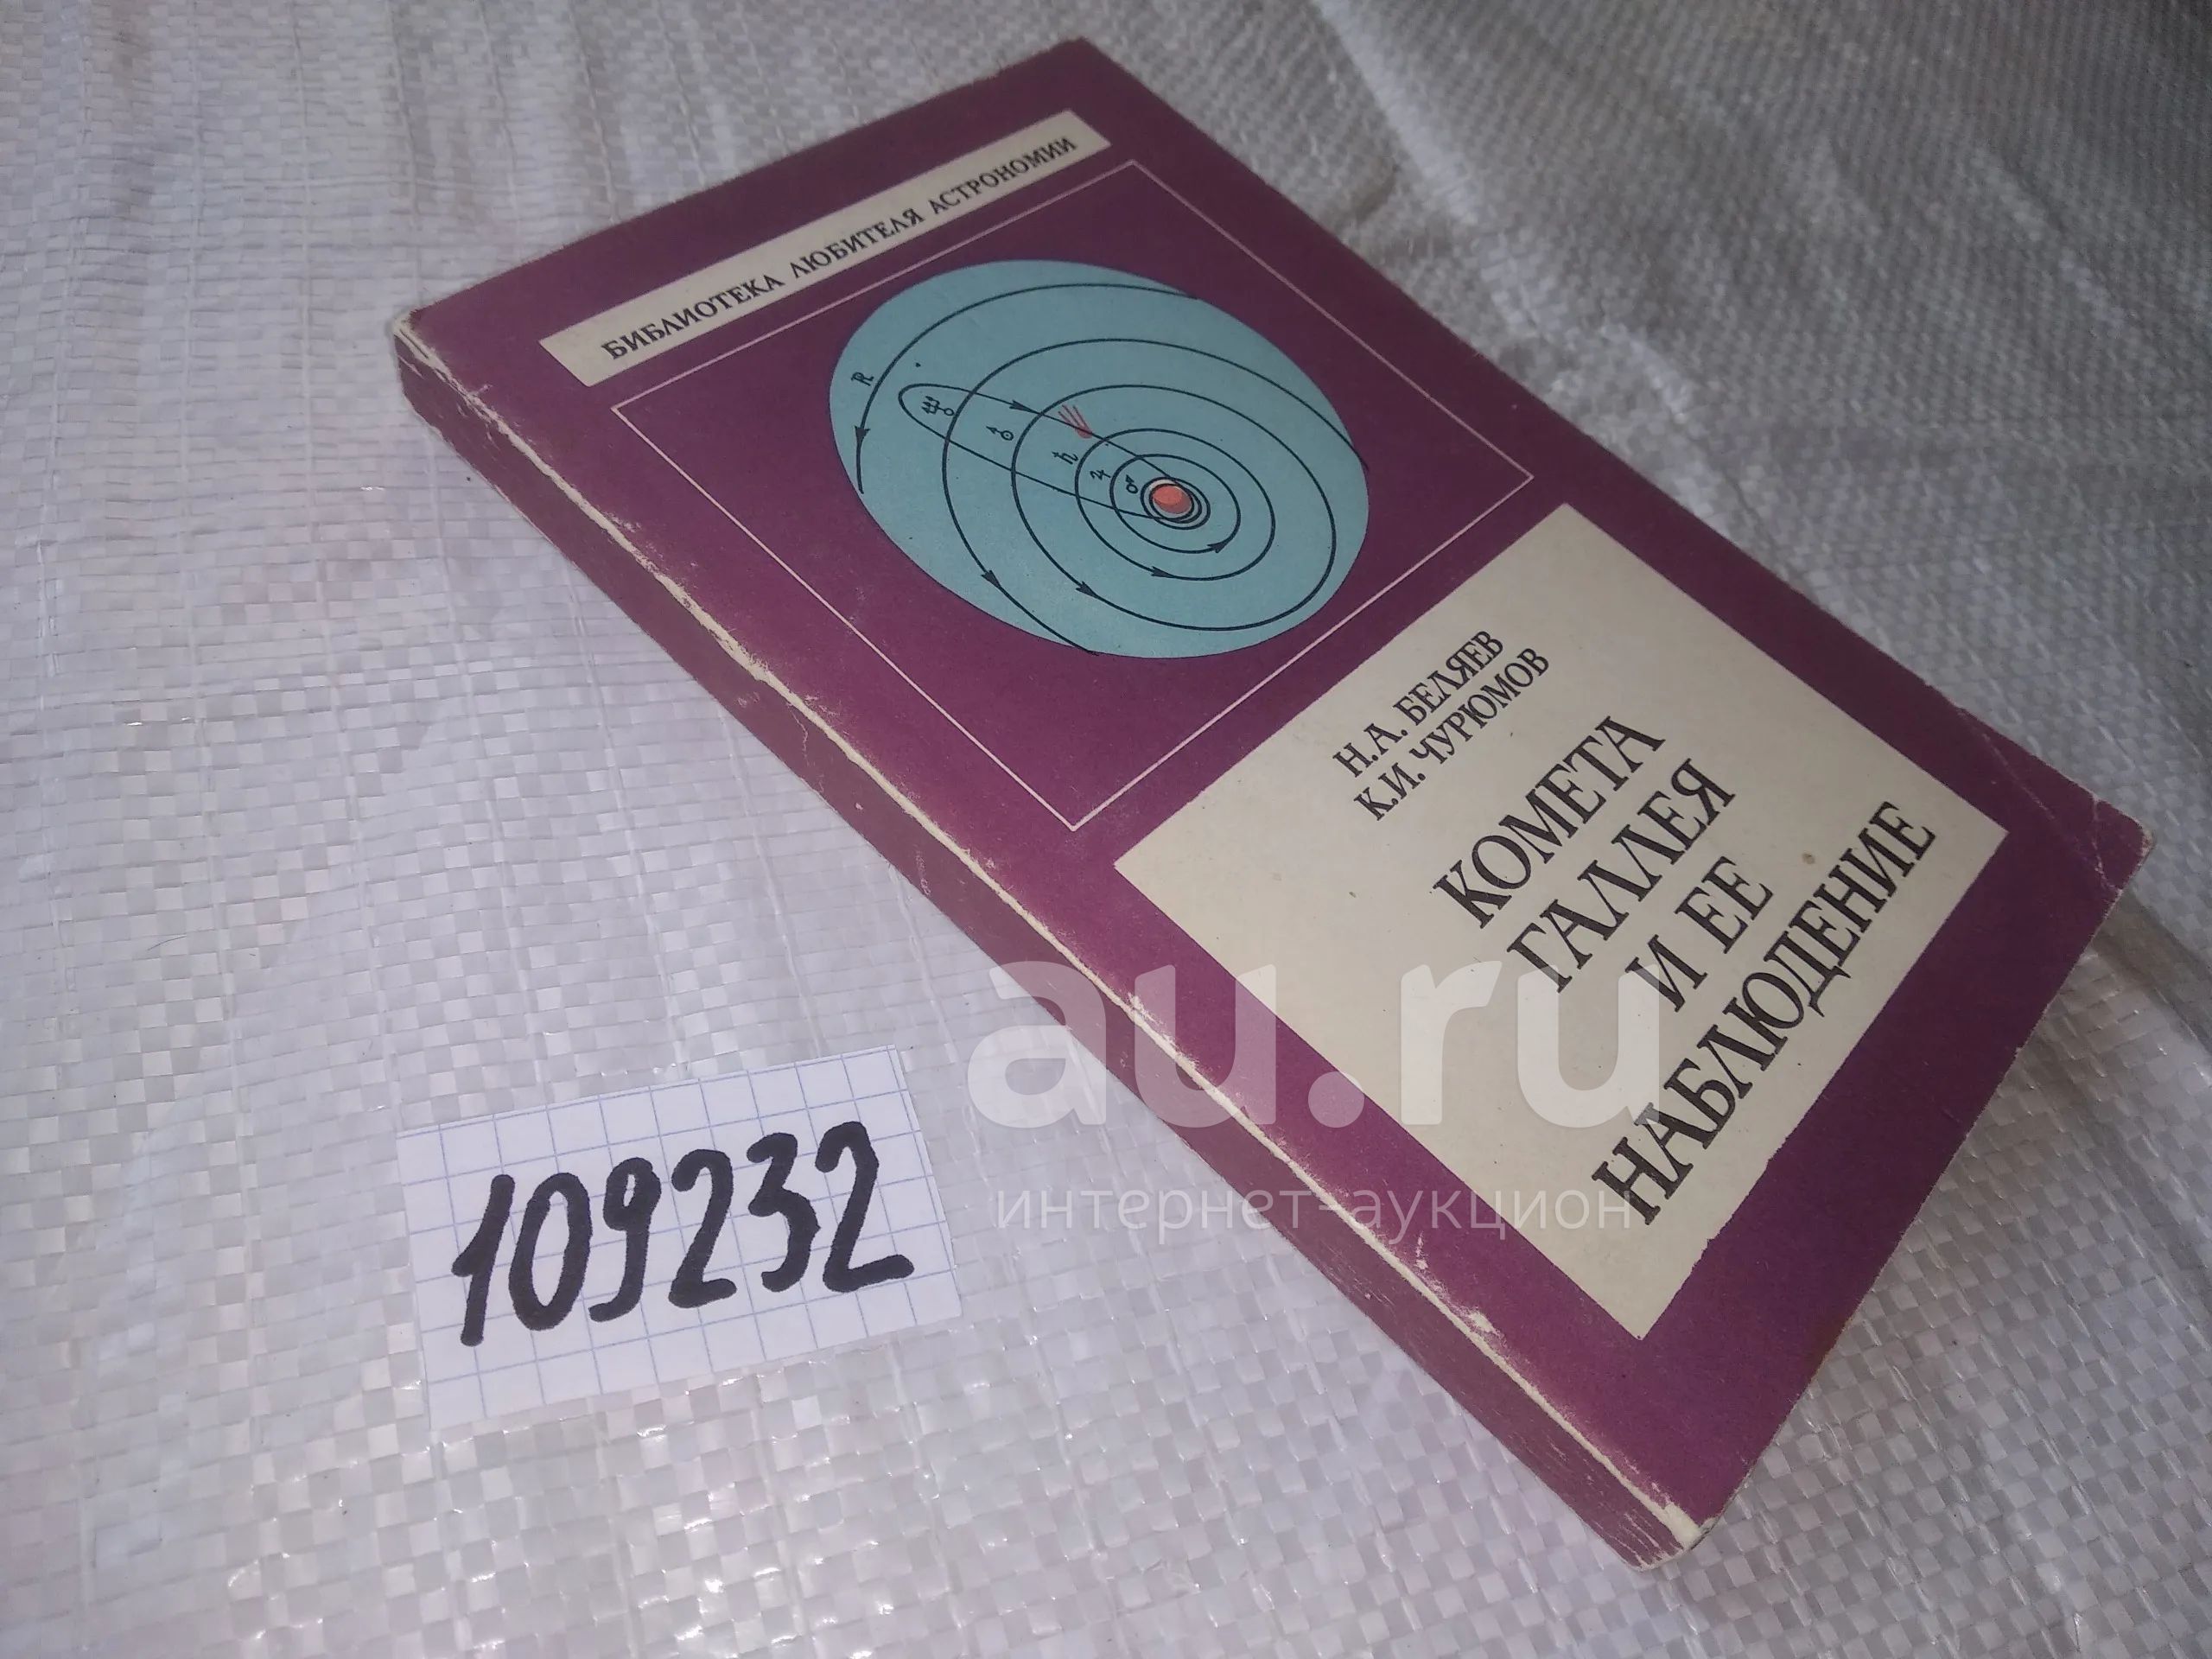 БИБЛИОТЕКА ЛЮБИТЕЛЯ АСТРОНОМИИ
Н.А. БЕЛЯЕВ
К.И. ЧУРЮМОВ
КОМЕТА
ГАЛЛЕЯ
И ЕЕ
НАБЛЮДЕНИЕ
au.ru
интернет-аукцион
109232